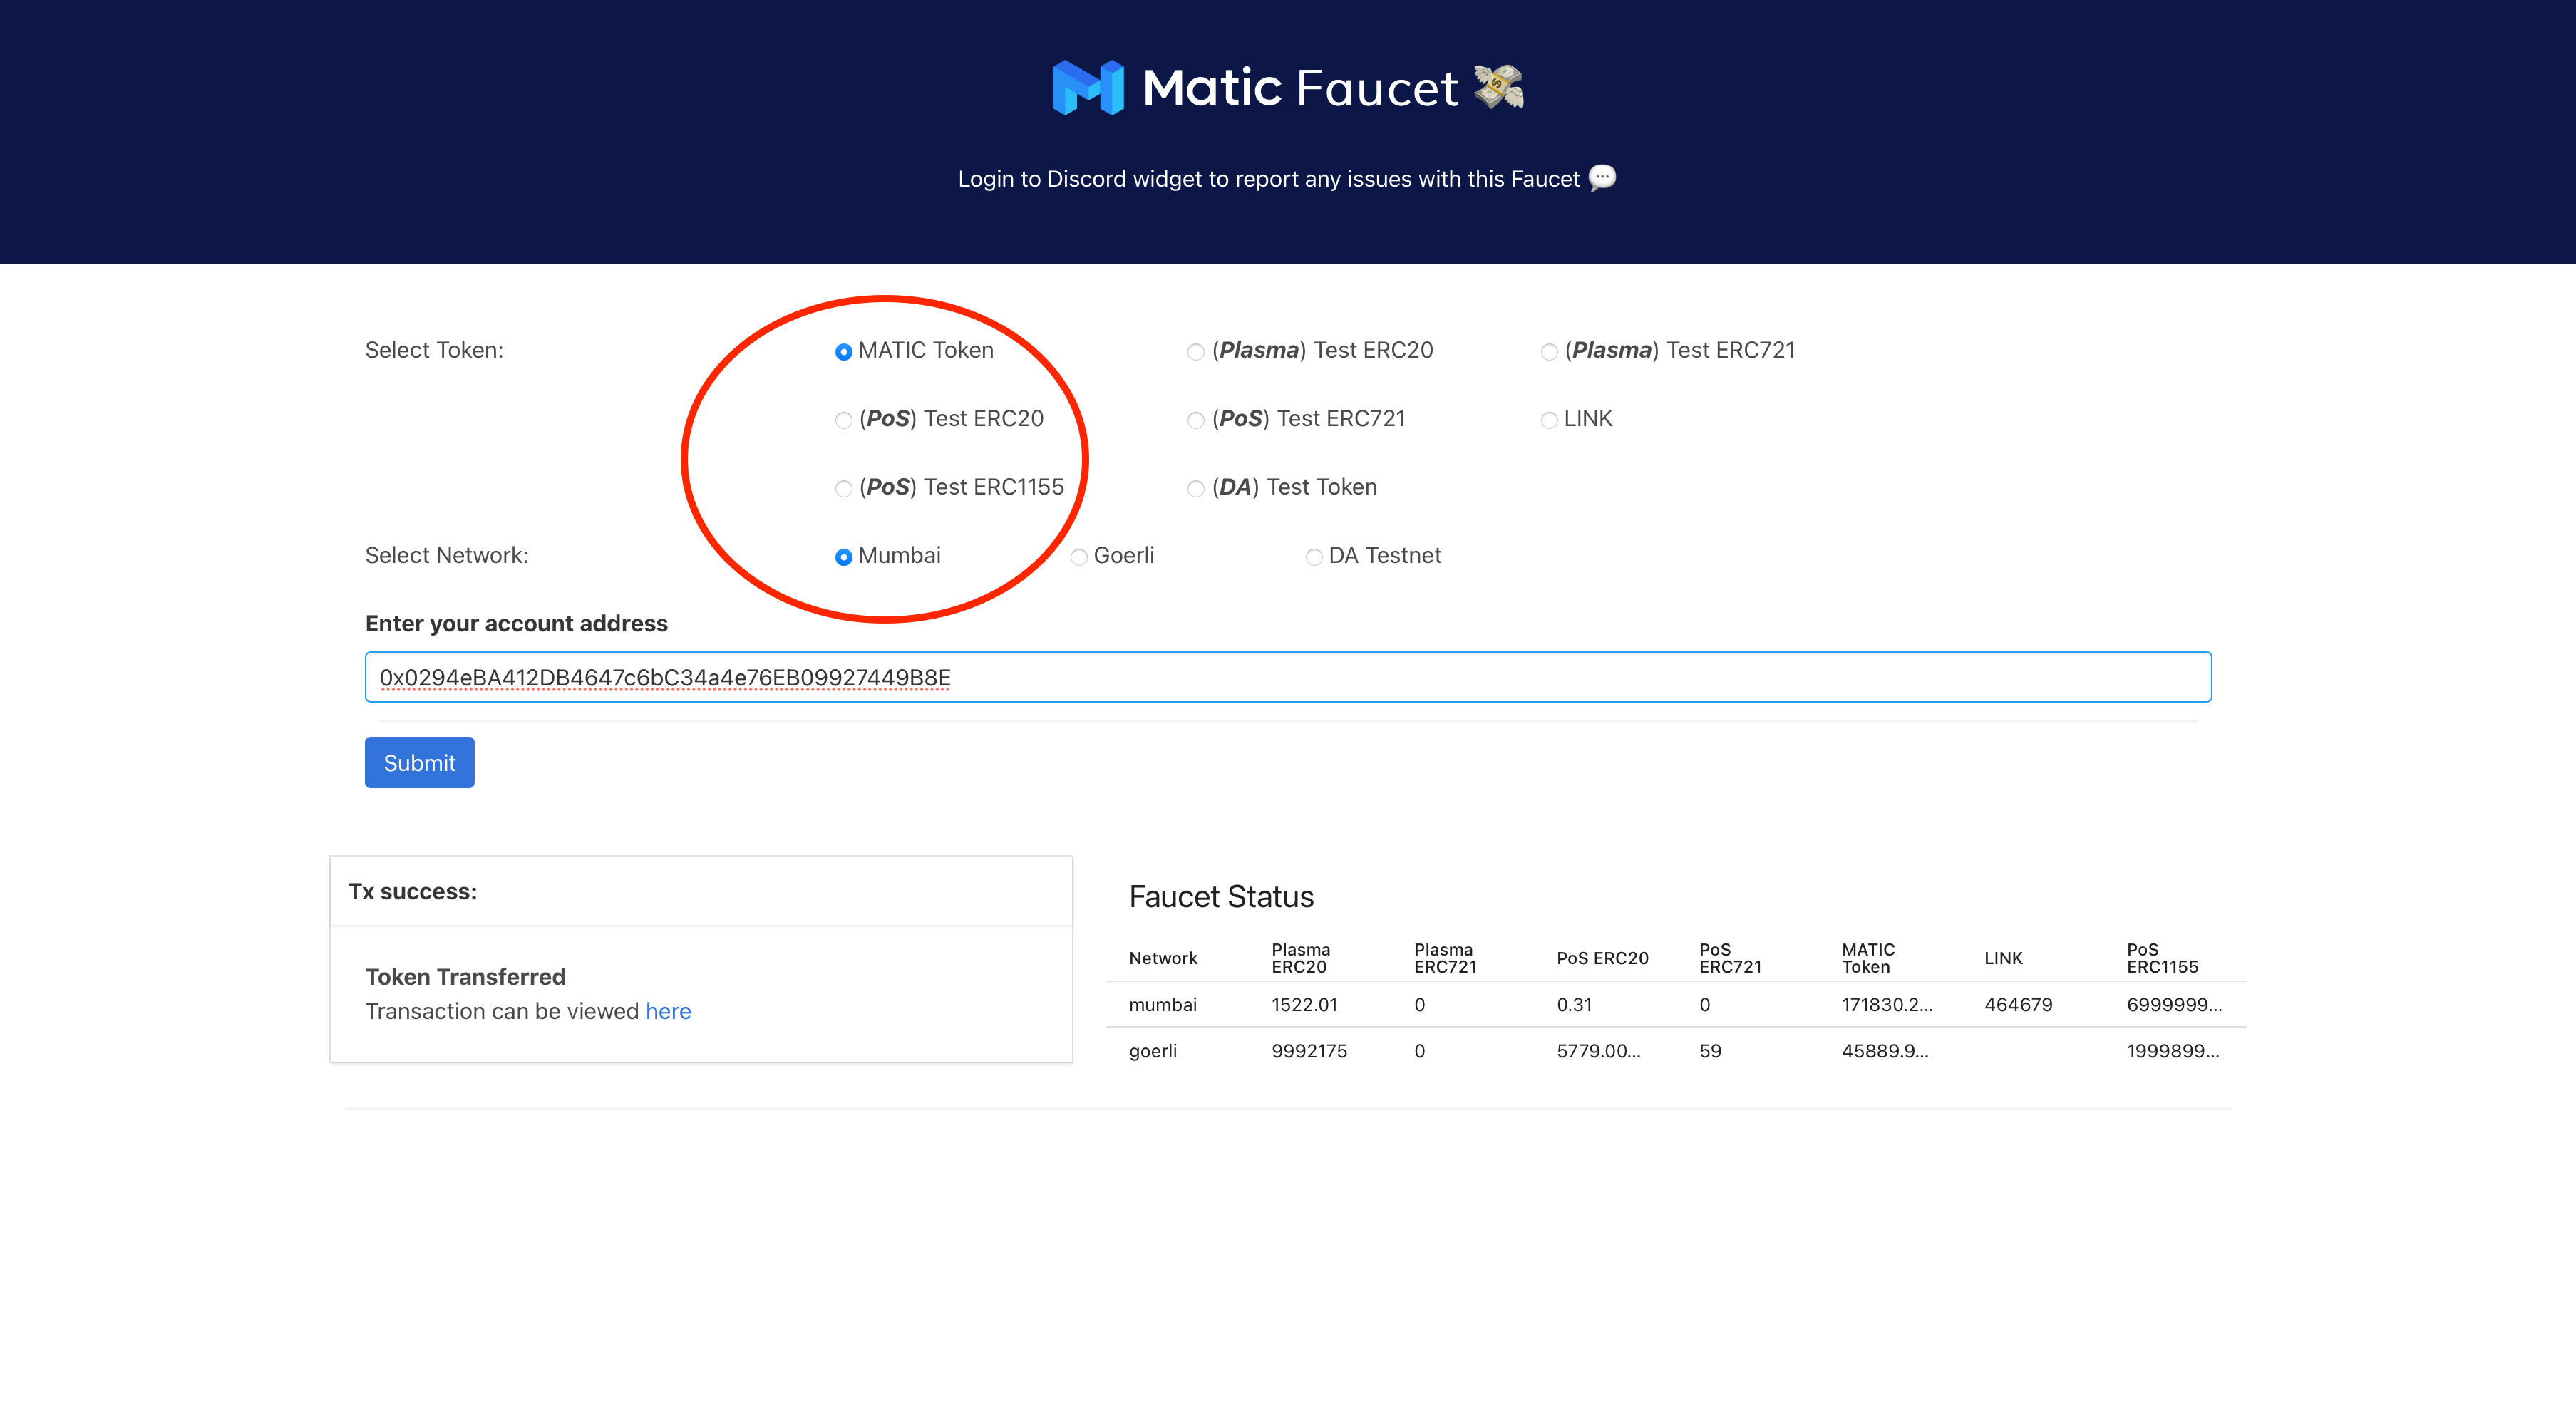 Matic Faucet 💸
Login to Discord widget to report any issues with this Faucet 💬
Select Token: MATIC Token (Plasma) Test ERC20 (Plasma) Test ERC721
(PoS) Test ERC20 (PoS) Test ERC721 LINK
(PoS) Test ERC1155 (DA) Test Token
Select Network: Mumbai Goerli DA Testnet
Enter your account address
0x0294eBA412DB4647c6bC34a4e76EB09927449B8E
Submit
Tx success:
Token Transferred
Transaction can be viewed here
Faucet Status
Network Plasma ERC20 Plasma ERC721 PoS ERC20 PoS ERC721 MATIC Token LINK PoS ERC1155
mumbai 1522.01 0 0.31 0 171830.2... 464679 6999999...
goerli 9992175 0 5779.00... 59 45889.9... 1999899...